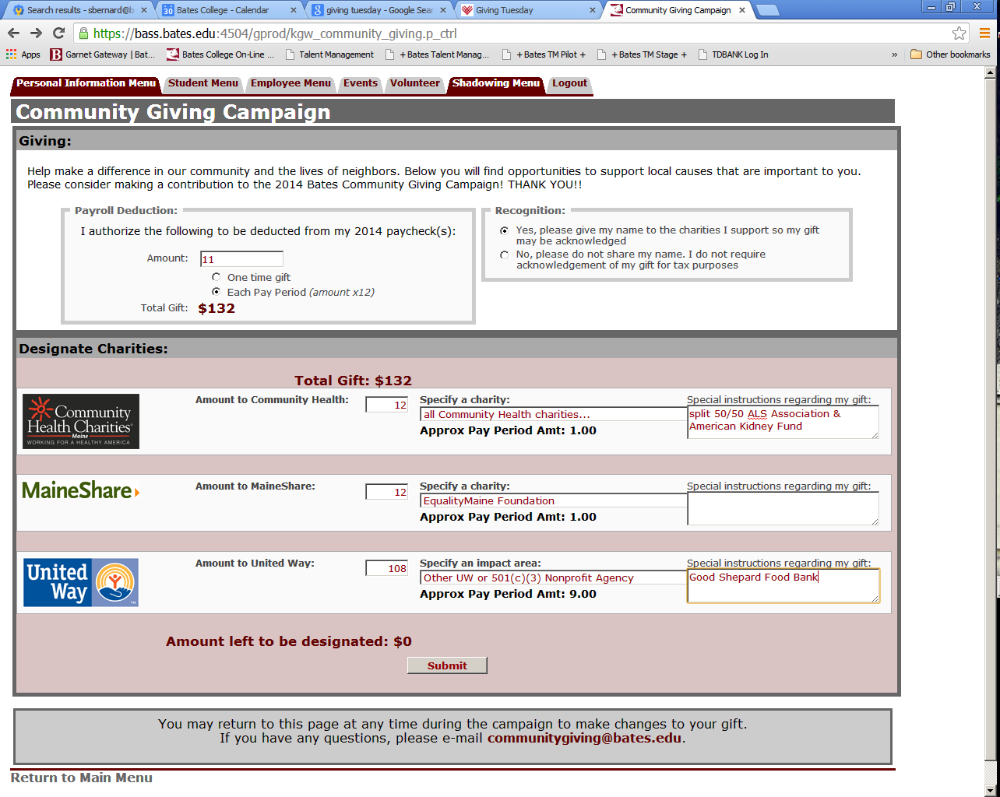 Search results - sbernard@b
30 Bates College - Calendar
giving tuesday - Google Sear
Giving Tuesday
Community Giving Campaign
https://bass.bates.edu:4504/gprod/kgw_community_giving.p_ctrl
Apps
Garnet Gateway | Bat...
Bates College On-Line ...
Talent Management
+Bates Talent Manag...
+Bates TM Pilot +
+Bates TM Stage +
TDBANK Log In
»
Other bookmarks
Personal Information Menu
Student Menu
Employee Menu
Events
Volunteer
Shadowing Menu
Logout
Community Giving Campaign
Giving:
Help make a difference in our community and the lives of neighbors. Below you will find opportunities to support local causes that are important to you.
Please consider making a contribution to the 2014 Bates Community Giving Campaign! THANK YOU!!
Payroll Deduction:
I authorize the following to be deducted from my 2014 paycheck(s):
Amount: 11
One time gift
Each Pay Period (amount x12)
Total Gift: $132
Recognition:
Yes, please give my name to the charities I support so my gift
may be acknowledged
No, please do not share my name. I do not require
acknowledgement of my gift for tax purposes
Designate Charities:
Total Gift: $132
Community
Health Charities®
Maine
WORKING FOR A HEALTHY AMERICA
Amount to Community Health: 12
Specify a charity:
all Community Health charities...
Approx Pay Period Amt: 1.00
Special instructions regarding my gift:
split 50/50 ALS Association &
American Kidney Fund
MaineShare
Amount to MaineShare: 12
Specify a charity:
EqualityMaine Foundation
Approx Pay Period Amt: 1.00
Special instructions regarding my gift:
United
Way
Amount to United Way: 108
Specify an impact area:
Other UW or 501(c)(3) Nonprofit Agency
Approx Pay Period Amt: 9.00
Special instructions regarding my gift:
Good Shepard Food Bank
Amount left to be designated: $0
Submit
You may return to this page at any time during the campaign to make changes to your gift.
If you have any questions, please e-mail communitygiving@bates.edu.
Return to Main Menu